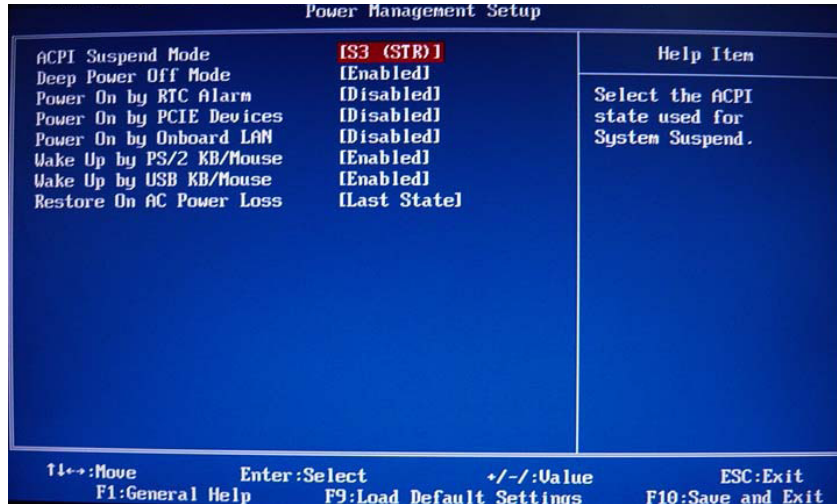 Power Management Setup
ACPI Suspend Mode [S3 (STR)]
Deep Power Off Mode [Enabled]
Power On by RTC Alarm [Disabled]
Power On by PCIE Devices [Disabled]
Power On by Onboard LAN [Disabled]
Wake Up by PS/2 KB/Mouse [Enabled]
Wake Up by USB KB/Mouse [Enabled]
Restore On AC Power Loss [Last State]
Help Item
Select the ACPI
state used for
System Suspend.
↑↓←→:Move Enter:Select +/-/:Value ESC:Exit
F1:General Help F9:Load Default Settings F10:Save and Exit